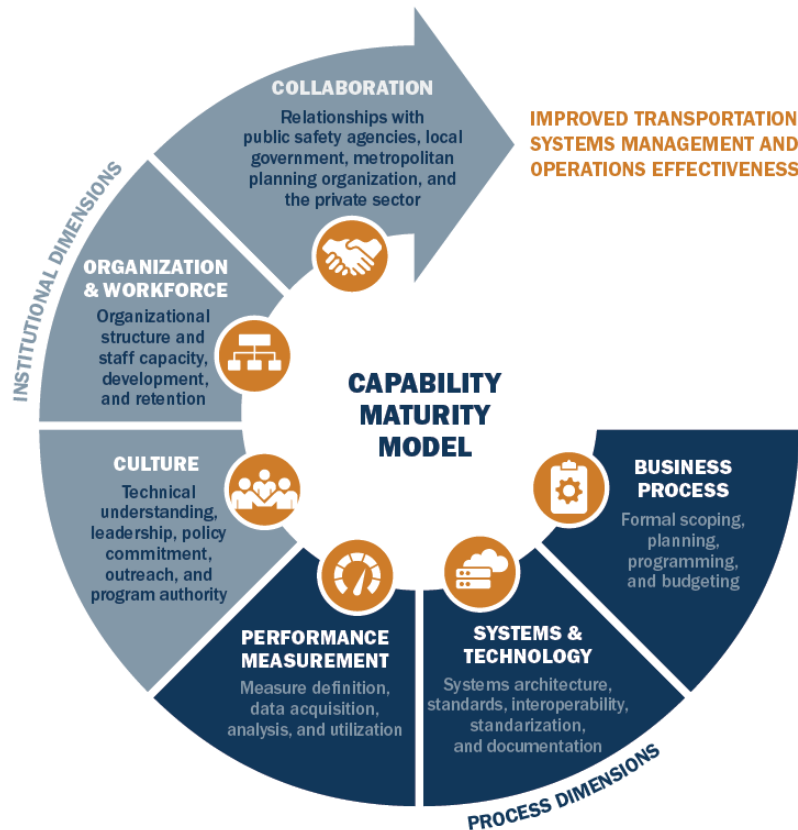 COLLABORATION
Relationships with
public safety agencies, local
government, metropolitan
planning organization, and
the private sector
IMPROVED TRANSPORTATION
SYSTEMS MANAGEMENT AND
OPERATIONS EFFECTIVENESS
INSTITUTIONAL DIMENSIONS
ORGANIZATION
& WORKFORCE
Organizational
structure and
staff capacity,
development,
and retention
CAPABILITY
MATURITY
MODEL
CULTURE
Technical
understanding,
leadership, policy
commitment,
outreach, and
program authority
BUSINESS
PROCESS
Formal scoping,
planning,
programming,
and budgeting
PERFORMANCE
MEASUREMENT
Measure definition,
data acquisition,
analysis, and utilization
SYSTEMS &
TECHNOLOGY
Systems architecture,
standards, interoperability,
standarization,
and documentation
PROCESS DIMENSIONS